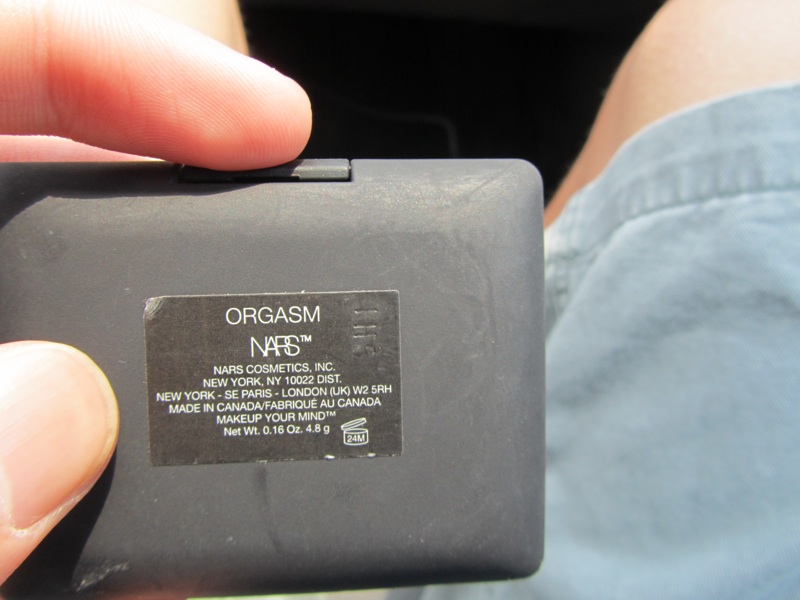 ORGASM
NARS™
NARS COSMETICS, INC.
NEW YORK, NY 10022 DIST.
NEW YORK - SE PARIS - LONDON (UK) W2 5RH
MADE IN CANADA/FABRIQUÉ AU CANADA
MAKEUP YOUR MIND™
Net Wt. 0.16 Oz. 4.8 g
24M